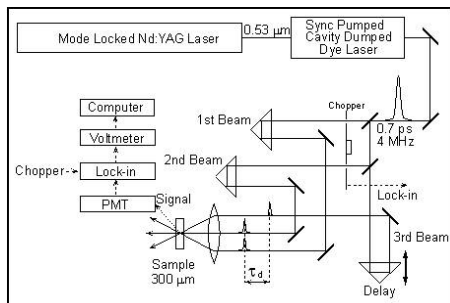 Mode Locked Nd:YAG Laser
0.53 μm
Sync Pumped
Cavity Dumped
Dye Laser
Computer
Voltmeter
Chopper
Lock-in
PMT
Signal
Sample
300 μm
1st Beam
2nd Beam
Chopper
0.7 ps
4 MHz
Lock-in
3rd Beam
Delay
τd